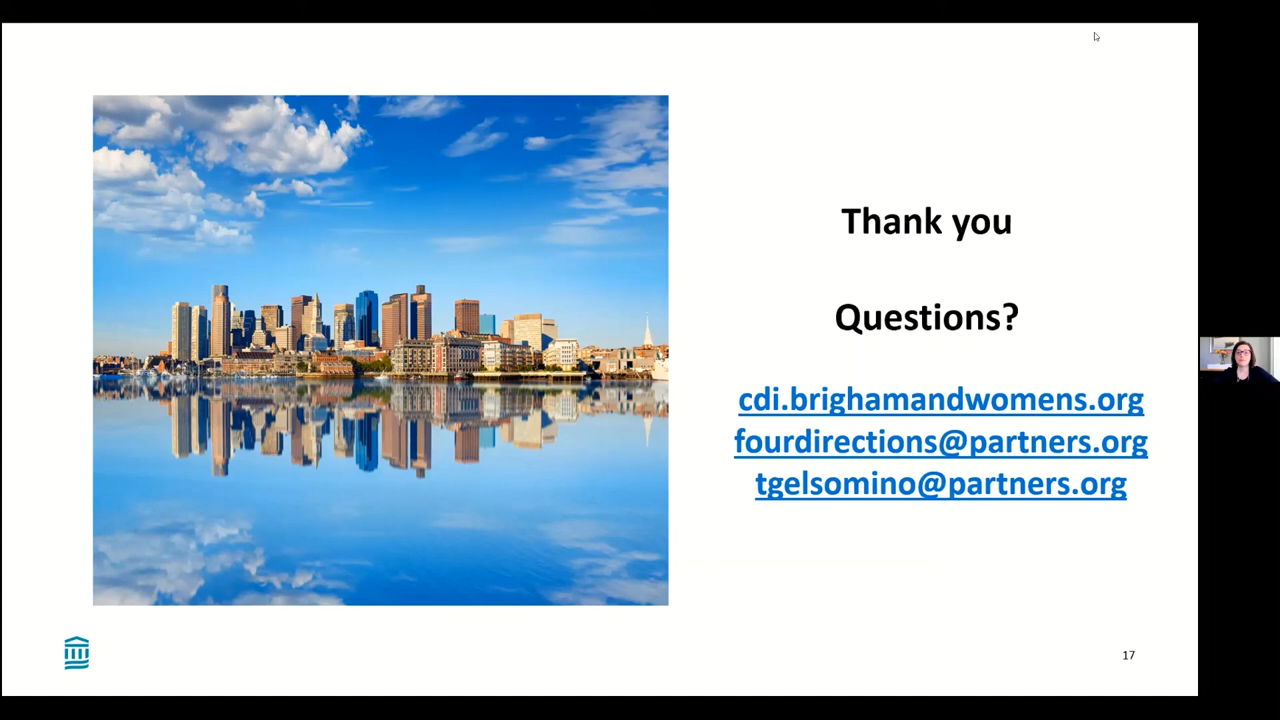 Thank you
Questions?
cdi.brighamandwomens.org
fourdirections@partners.org
tgelsomino@partners.org
17